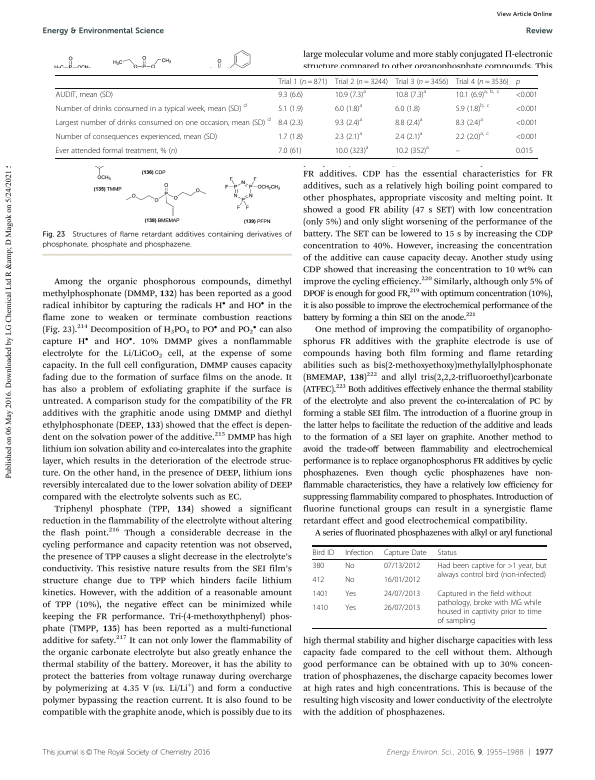 View Article Online
Energy & Environmental Science
Review
Published on 06 May 2016. Downloaded by LG Chemical Ltd R &amp; D Magok on 5/24/2021
large molecular volume and more stably conjugated Π-electronic
structure compared to other organophosphate compounds. This
Trial 1 (n = 871) Trial 2 (n = 3244) Trial 3 (n = 3456) Trial 4 (n = 3536) p
AUDIT, mean (SD) 9.3 (6.6) 10.9 (7.3)a 10.8 (7.3)a 10.1 (6.9)a, b, c <0.001
Number of drinks consumed in a typical week, mean (SD) d 5.1 (1.9) 6.0 (1.8)a 6.0 (1.8) 5.9 (1.8)b, c <0.001
Largest number of drinks consumed on one occasion, mean (SD) d 8.4 (2.3) 9.3 (2.4)a 8.8 (2.4)a 8.3 (2.4)a <0.001
Number of consequences experienced, mean (SD) 1.7 (1.8) 2.3 (2.1)a 2.4 (2.1)a 2.2 (2.0)a, c <0.001
Ever attended formal treatment, % (n) 7.0 (61) 10.0 (323)a 10.2 (352)a – 0.015
OCH3
(135) TMPP
(136) CDP
(138) BMEMAP
OCH2CH3
(139) PFPN
Fig. 23 Structures of flame retardant additives containing derivatives of
phosphonate, phosphate and phosphazene.
Among the organic phosphorous compounds, dimethyl
methylphosphonate (DMMP, 132) has been reported as a good
radical inhibitor by capturing the radicals H• and HO• in the
flame zone to weaken or terminate combustion reactions
(Fig. 23).214 Decomposition of H3PO4 to PO• and PO2• can also
capture H• and HO•. 10% DMMP gives a nonflammable
electrolyte for the Li/LiCoO2 cell, at the expense of some
capacity. In the full cell configuration, DMMP causes capacity
fading due to the formation of surface films on the anode. It
has also a problem of exfoliating graphite if the surface is
untreated. A comparison study for the compatibility of the FR
additives with the graphitic anode using DMMP and diethyl
ethylphosphonate (DEEP, 133) showed that the effect is depen-
dent on the solvation power of the additive.215 DMMP has high
lithium ion solvation ability and co-intercalates into the graphite
layer, which results in the deterioration of the electrode struc-
ture. On the other hand, in the presence of DEEP, lithium ions
reversibly intercalated due to the lower solvation ability of DEEP
compared with the electrolyte solvents such as EC.
Triphenyl phosphate (TPP, 134) showed a significant
reduction in the flammability of the electrolyte without altering
the flash point.216 Though a considerable decrease in the
cycling performance and capacity retention was not observed,
the presence of TPP causes a slight decrease in the electrolyte's
conductivity. This resistive nature results from the SEI film's
structure change due to TPP which hinders facile lithium
kinetics. However, with the addition of a reasonable amount
of TPP (10%), the negative effect can be minimized while
keeping the FR performance. Tri-(4-methoxythphenyl) phos-
phate (TMPP, 135) has been reported as a multi-functional
additive for safety.217 It can not only lower the flammability of
the organic carbonate electrolyte but also greatly enhance the
thermal stability of the battery. Moreover, it has the ability to
protect the batteries from voltage runaway during overcharge
by polymerizing at 4.35 V (vs. Li/Li+) and form a conductive
polymer bypassing the reaction current. It is also found to be
compatible with the graphite anode, which is possibly due to its
FR additives. CDP has the essential characteristics for FR
additives, such as a relatively high boiling point compared to
other phosphates, appropriate viscosity and melting point. It
showed a good FR ability (47 s SET) with low concentration
(only 5%) and only slight worsening of the performance of the
battery. The SET can be lowered to 15 s by increasing the CDP
concentration to 40%. However, increasing the concentration
of the additive can cause capacity decay. Another study using
CDP showed that increasing the concentration to 10 wt% can
improve the cycling efficiency.220 Similarly, although only 5% of
DPOF is enough for good FR,219 with optimum concentration (10%),
it is also possible to improve the electrochemical performance of the
battery by forming a thin SEI on the anode.221
One method of improving the compatibility of organopho-
sphorus FR additives with the graphite electrode is use of
compounds having both film forming and flame retarding
abilities such as bis(2-methoxyethoxy)methylallylphosphonate
(BMEMAP, 138)222 and allyl tris(2,2,2-trifluoroethyl)carbonate
(ATFEC).223 Both additives effectively enhance the thermal stability
of the electrolyte and also prevent the co-intercalation of PC by
forming a stable SEI film. The introduction of a fluorine group in
the latter helps to facilitate the reduction of the additive and leads
to the formation of a SEI layer on graphite. Another method to
avoid the trade-off between flammability and electrochemical
performance is to replace organophosphorus FR additives by cyclic
phosphazenes. Even though cyclic phosphazenes have non-
flammable characteristics, they have a relatively low efficiency for
suppressing flammability compared to phosphates. Introduction of
fluorine groups can result in a synergistic flame
retardant effect and good electrochemical compatibility.
A series of fluorinated phosphazenes with alkyl or aryl functional
Bird ID Infection Capture Date Status
380 No 07/13/2012 Had been captive for >1 year, but
always control bird (non-infected)
412 No 16/01/2012
1401 Yes 24/07/2013 Captured in the field without
pathology, broke with MG while
1410 Yes 26/07/2013 housed in captivity prior to time
of sampling
high thermal stability and higher discharge capacities with less
capacity fade compared to the cell without them. Although
good performance can be obtained with up to 30% concen-
tration of phosphazenes, the discharge capacity becomes lower
at high rates and high concentrations. This is because of the
resulting high viscosity and lower conductivity of the electrolyte
with the addition of phosphazenes.
This journal is © The Royal Society of Chemistry 2016
Energy Environ. Sci., 2016, 9, 1955–1988 | 1977